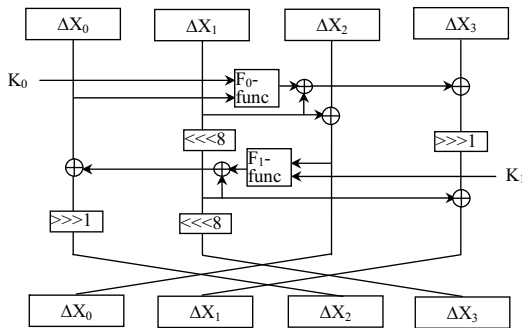 ΔX₀ ΔX₁ ΔX₂ ΔX₃
K₀
F₀-
func
<<<8
>>>1
F₁-
func
K₁
>>>1
<<<8
ΔX₀ ΔX₁ ΔX₂ ΔX₃